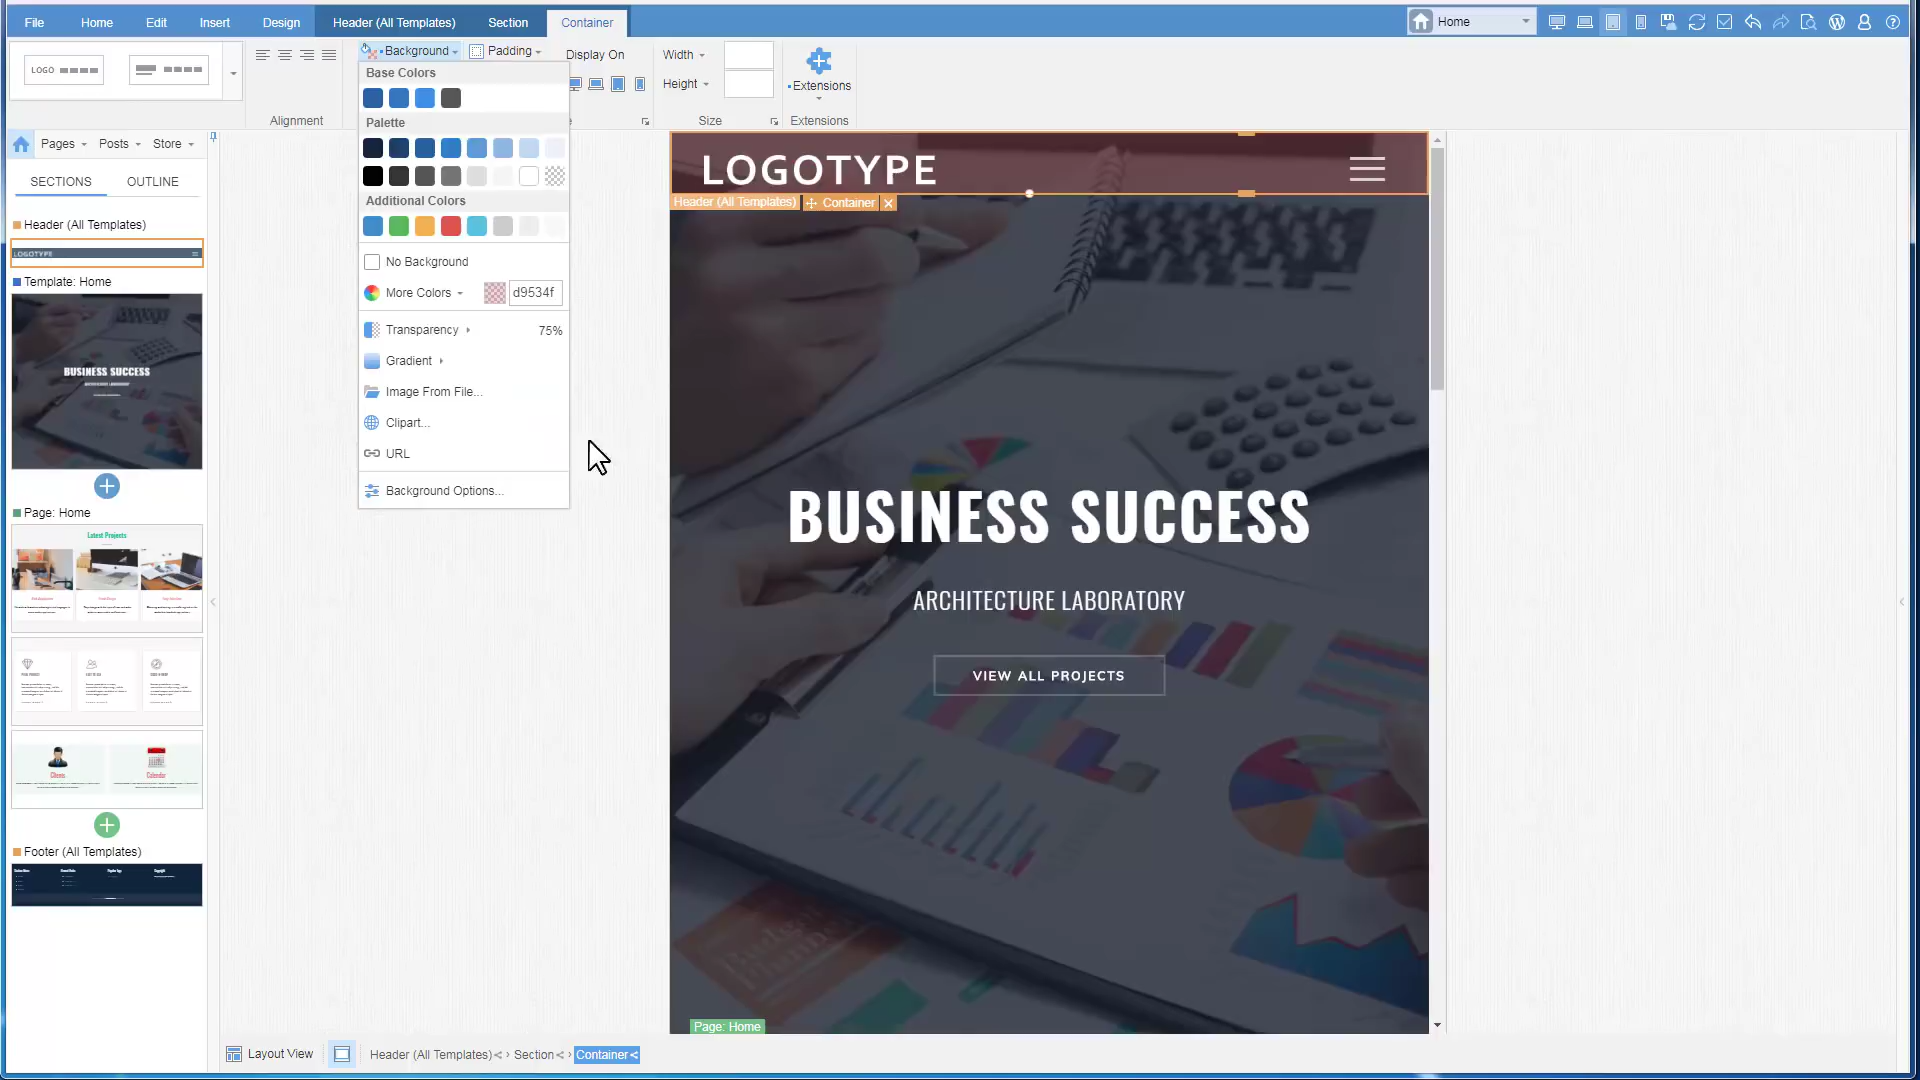 File Home Edit Insert Design Header (All Templates) Section Container Home
LOGO
Background Padding Display On Width Height Extensions
Alignment Size Extensions
Base Colors
Palette
Additional Colors
No Background
More Colors d9534f
Transparency 75%
Gradient
Image From File...
Clipart...
URL
Background Options...
Pages Posts Store
SECTIONS OUTLINE
Header (All Templates)
LOGOTYPE
Template: Home
BUSINESS SUCCESS
Page: Home
Latest Projects
Clients Calendar
Footer (All Templates)
LOGOTYPE
Header (All Templates) Container
BUSINESS SUCCESS
ARCHITECTURE LABORATORY
VIEW ALL PROJECTS
Page: Home
Layout View Header (All Templates) Section Container